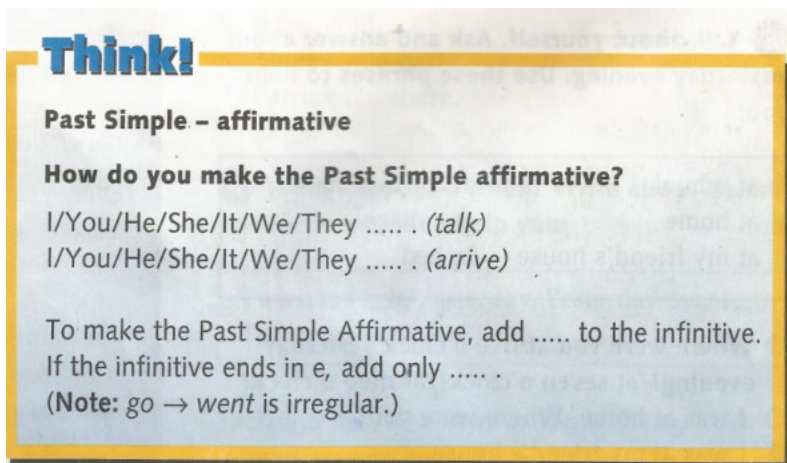 Think!
Past Simple – affirmative
How do you make the Past Simple affirmative?
I/You/He/She/It/We/They ...... (talk)
I/You/He/She/It/We/They ...... (arrive)
To make the Past Simple Affirmative, add ..... to the infinitive.
If the infinitive ends in e, add only .......
(Note: go → went is irregular.)